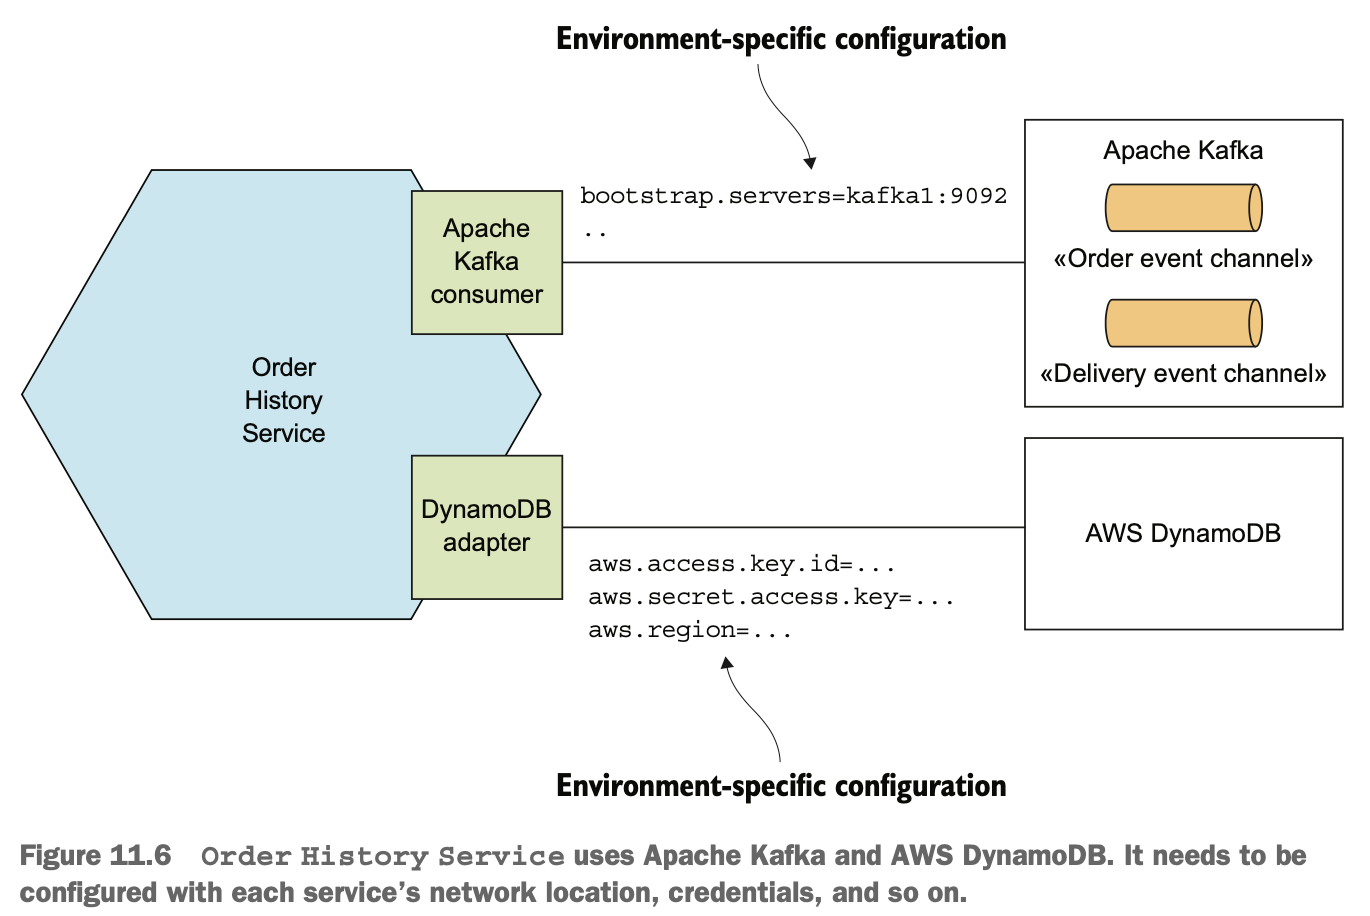 Environment-specific configuration
Apache Kafka
bootstrap.servers=kafka1:9092
..
Apache
Kafka
consumer
«Order event channel»
«Delivery event channel»
Order
History
Service
DynamoDB
adapter
AWS DynamoDB
aws.access.key.id=...
aws.secret.access.key=...
aws.region=...
Environment-specific configuration
Figure 11.6 Order History Service uses Apache Kafka and AWS DynamoDB. It needs to be
configured with each service’s network location, credentials, and so on.